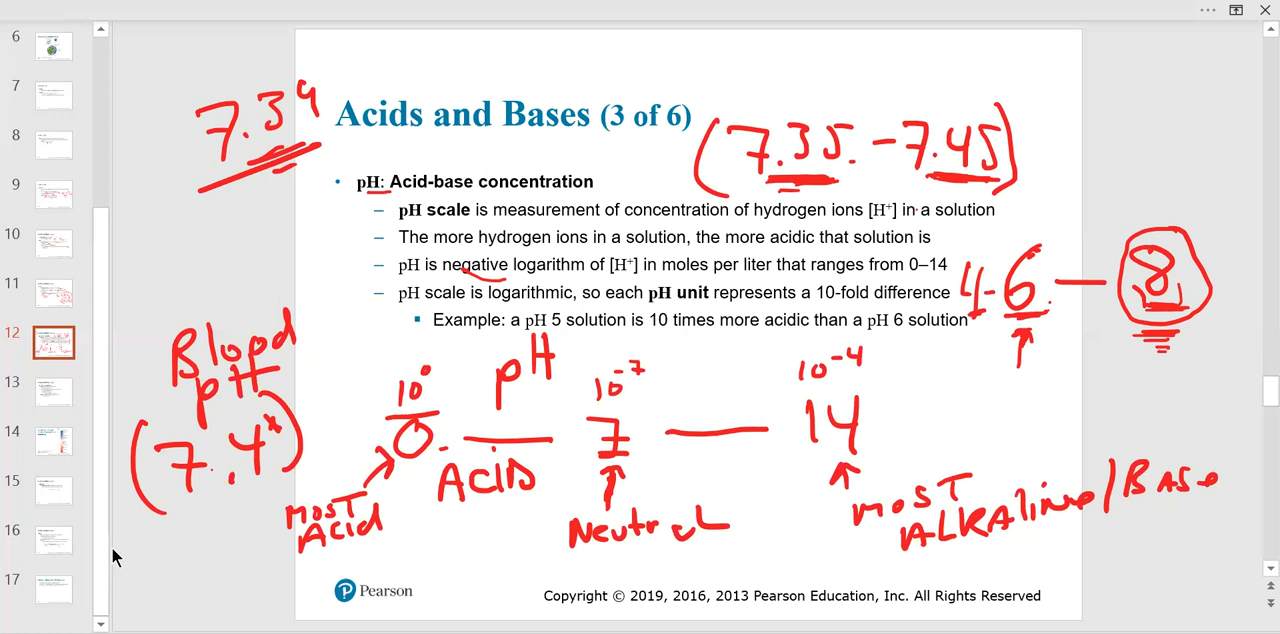 7.34
Acids and Bases (3 of 6)
(7.35. - 7.45)
• pH: Acid-base concentration
– pH scale is measurement of concentration of hydrogen ions [H⁺] in a solution
– The more hydrogen ions in a solution, the more acidic that solution is
– pH is negative logarithm of [H⁺] in moles per liter that ranges from 0–14
– pH scale is logarithmic, so each pH unit represents a 10-fold difference
▪ Example: a pH 5 solution is 10 times more acidic than a pH 6 solution
4-6 — 8
Blood
pH
(7.4*)
pH
10⁰ 10⁻⁷ 10⁻⁴
0. — 7 — 14
Acids
MOST
Acid
Neutral
MOST
ALKAline/BASe
6
7
8
9
10
11
12
13
14
15
16
17
Pearson
Copyright © 2019, 2016, 2013 Pearson Education, Inc. All Rights Reserved